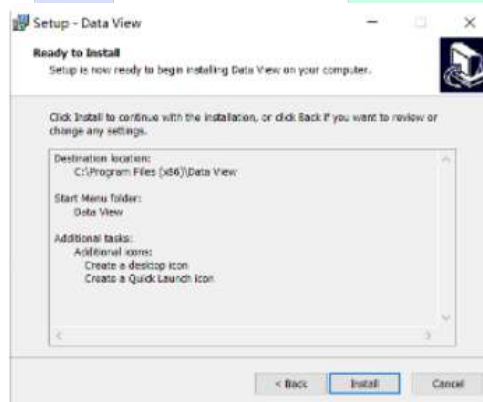 Setup - Data View
Ready to Install
Setup is now ready to begin installing Data View on your computer.
Click Install to continue with the installation, or click Back if you want to review or
change any settings.
Destination location:
C:\Program Files (x86)\Data View
Start Menu folder:
Data View
Additional tasks:
Additional icons:
Create a desktop icon
Create a Quick Launch icon
< Back
Install
Cancel